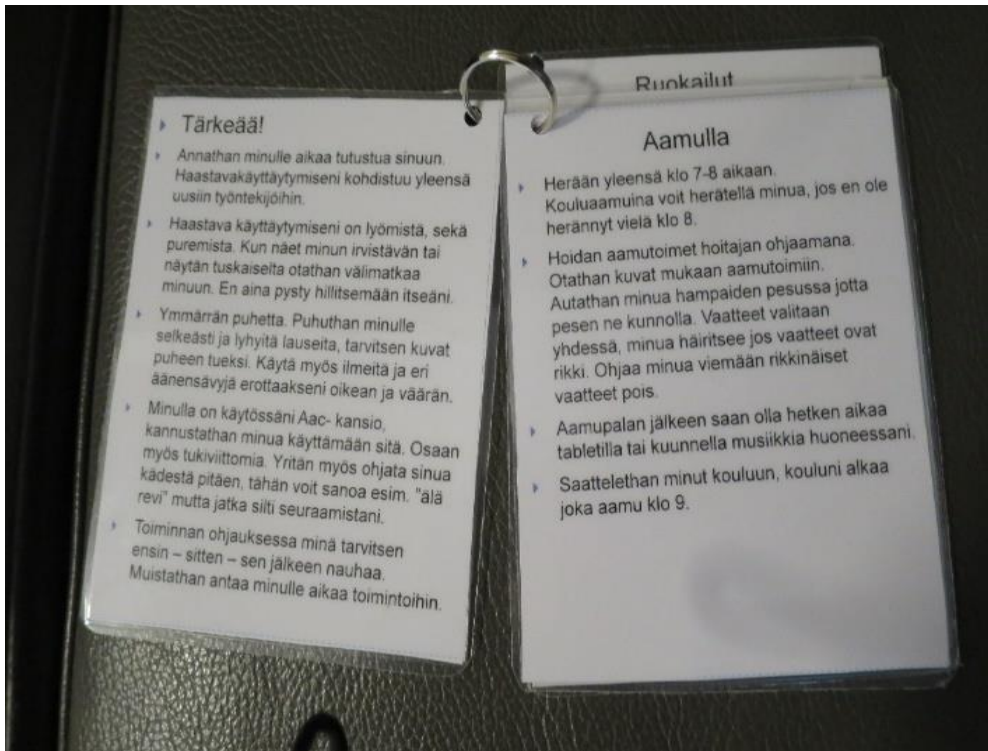 Tärkeää!
Annathan minulle aikaa tutustua sinuun.
Haastavakäyttäytymiseni kohdistuu yleensä
uusiin työntekijöihin.
Haastava käyttäytymiseni on lyömistä, sekä
puremista. Kun näet minun irvistävän tai
näytän tuskaiselta otathan välimatkaa
minuun. En aina pysty hillitsemään itseäni.
Ymmärrän puhetta. Puhuthan minulle
selkeästi ja lyhyitä lauseita, tarvitsen kuvat
puheen tueksi. Käytä myös ilmeitä ja eri
äänensävyjä erottaakseni oikean ja väärän.
Minulla on käytössäni Aac- kansio,
kannustathan minua käyttämään sitä. Osaan
myös tukiviittomia. Yritän myös ohjata sinua
kädestä pitäen, tähän voit sanoa esim. "älä
revi" mutta jatka silti seuraamistani.
Toiminnan ohjauksessa minä tarvitsen
ensin – sitten – sen jälkeen nauhaa.
Muistathan antaa minulle aikaa toimintoihin.
Ruokailut
Aamulla
Herään yleensä klo 7-8 aikaan.
Kouluaamuina voit herätellä minua, jos en ole
herännyt vielä klo 8.
Hoidan aamutoimet hoitajan ohjaamana.
Otathan kuvat mukaan aamutoimiin.
Autathan minua hampaiden pesussa jotta
pesen ne kunnolla. Vaatteet valitaan
yhdessä, minua häiritsee jos vaatteet ovat
rikki. Ohjaa minua viemään rikkinäiset
vaatteet pois.
Aamupalan jälkeen saan olla hetken aikaa
tabletilla tai kuunnella musiikkia huoneessani.
Saattelethan minut kouluun, kouluni alkaa
joka aamu klo 9.